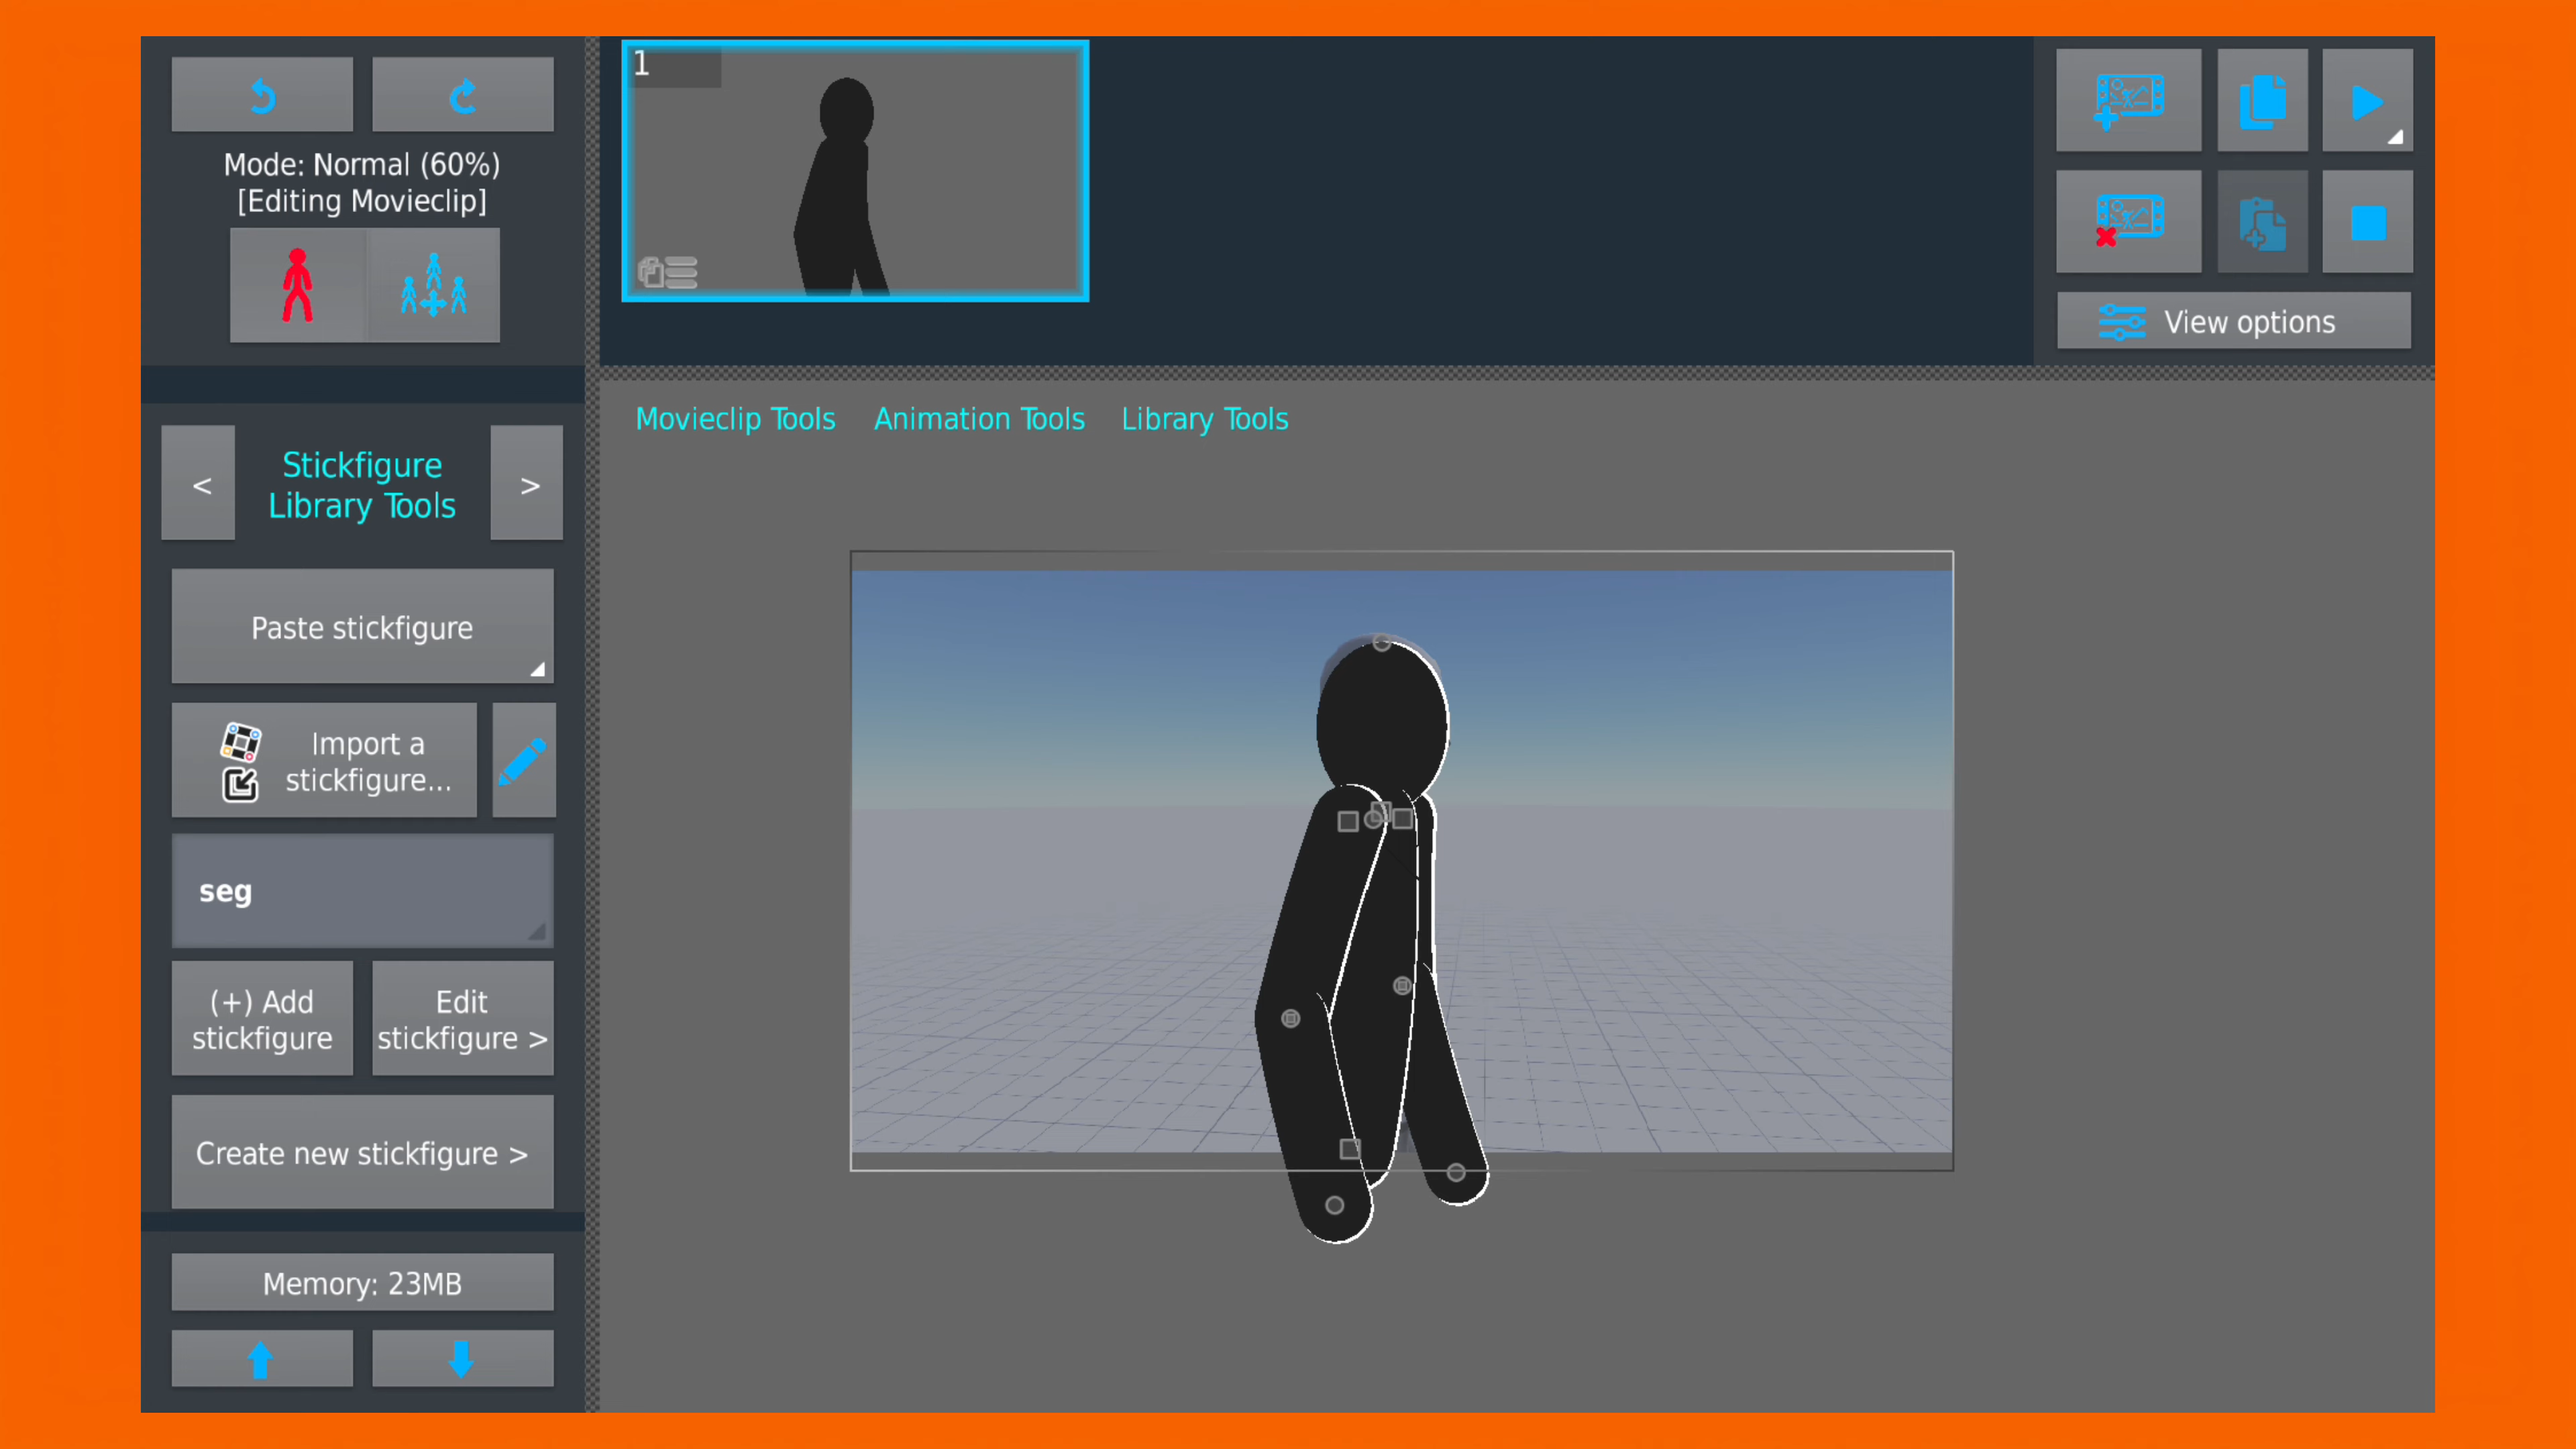 Mode: Normal (60%)
[Editing Movieclip]
1
View options
Movieclip Tools
Animation Tools
Library Tools
<
Stickfigure
Library Tools
>
Paste stickfigure
Import a
stickfigure...
seg
(+) Add
stickfigure
Edit
stickfigure >
Create new stickfigure >
Memory: 23MB